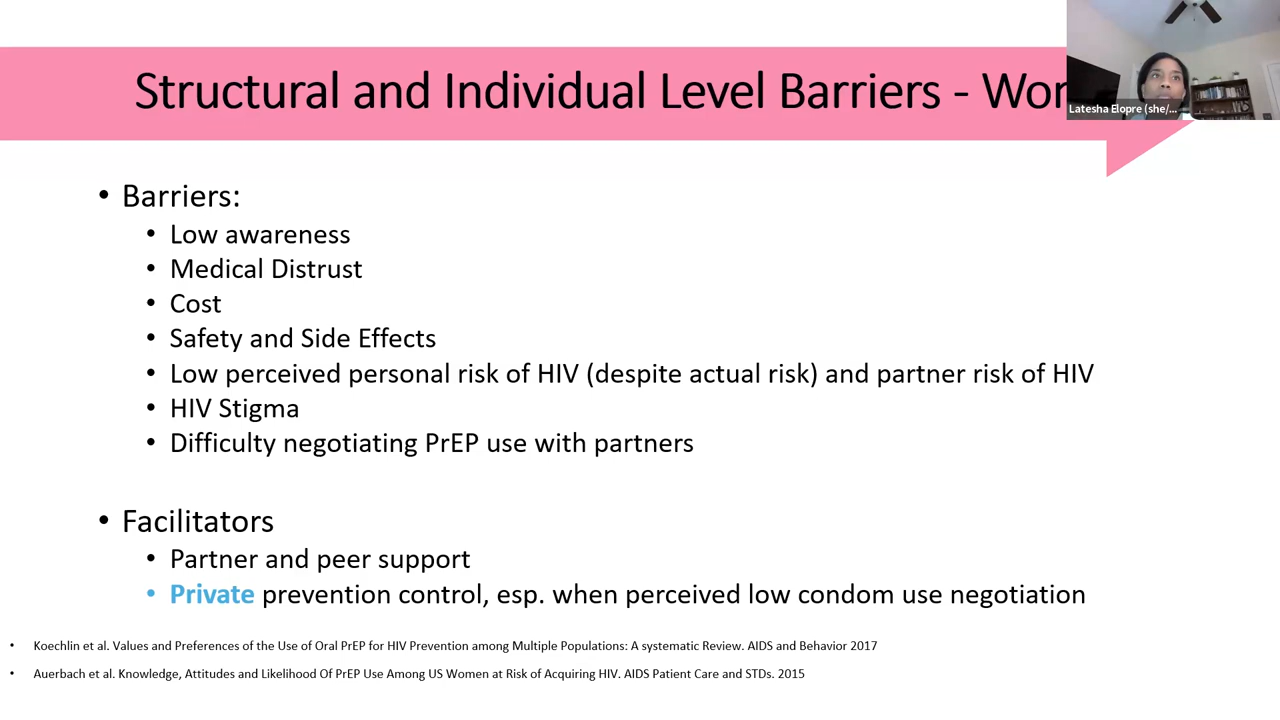 Structural and Individual Level Barriers - Wor
Latesha Elopre (she/...
• Barriers:
• Low awareness
• Medical Distrust
• Cost
• Safety and Side Effects
• Low perceived personal risk of HIV (despite actual risk) and partner risk of HIV
• HIV Stigma
• Difficulty negotiating PrEP use with partners
• Facilitators
• Partner and peer support
• Private prevention control, esp. when perceived low condom use negotiation
• Koechlin et al. Values and Preferences of the Use of Oral PrEP for HIV Prevention among Multiple Populations: A systematic Review. AIDS and Behavior 2017
• Auerbach et al. Knowledge, Attitudes and Likelihood Of PrEP Use Among US Women at Risk of Acquiring HIV. AIDS Patient Care and STDs. 2015